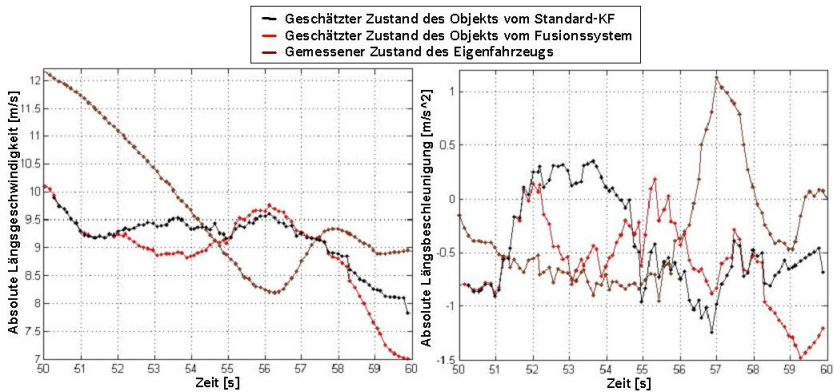 Geschätzter Zustand des Objekts vom Standard-KF
Geschätzter Zustand des Objekts vom Fusionssystem
Gemessener Zustand des Eigenfahrzeugs
Absolute Längsgeschwindigkeit [m/s]
12
11.5
11
10.5
10
9.5
9
8.5
8
7.5
7
50 51 52 53 54 55 56 57 58 59 60
Zeit [s]
Absolute Längsbeschleunigung [m/s^2]
1
0.5
0
-0.5
-1
-1.5
50 51 52 53 54 55 56 57 58 59 60
Zeit [s]